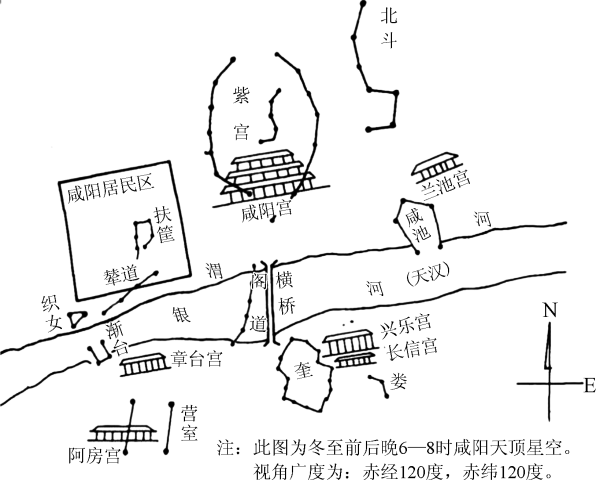 北斗
紫宫
咸阳居民区
扶筐
咸阳宫
兰池宫
咸池
河
辇道
渭
阁道
横桥
河
(天汉)
织女
渐台
银
章台宫
兴乐宫
长信宫
奎
娄
N
E
营室
阿房宫
注：此图为冬至前后晚6—8时咸阳天顶星空。
视角广度为：赤经120度，赤纬120度。